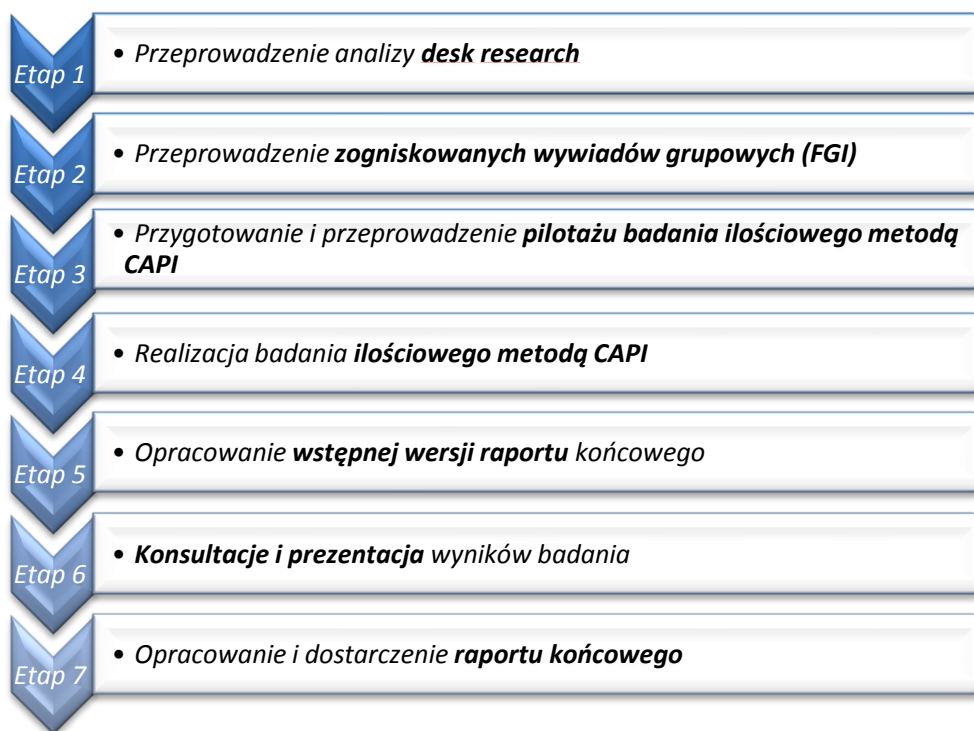 Etap 1
• Przeprowadzenie analizy desk research
Etap 2
• Przeprowadzenie zogniskowanych wywiadów grupowych (FGI)
Etap 3
• Przygotowanie i przeprowadzenie pilotażu badania ilościowego metodą
CAPI
Etap 4
• Realizacja badania ilościowego metodą CAPI
Etap 5
• Opracowanie wstępnej wersji raportu końcowego
Etap 6
• Konsultacje i prezentacja wyników badania
Etap 7
• Opracowanie i dostarczenie raportu końcowego